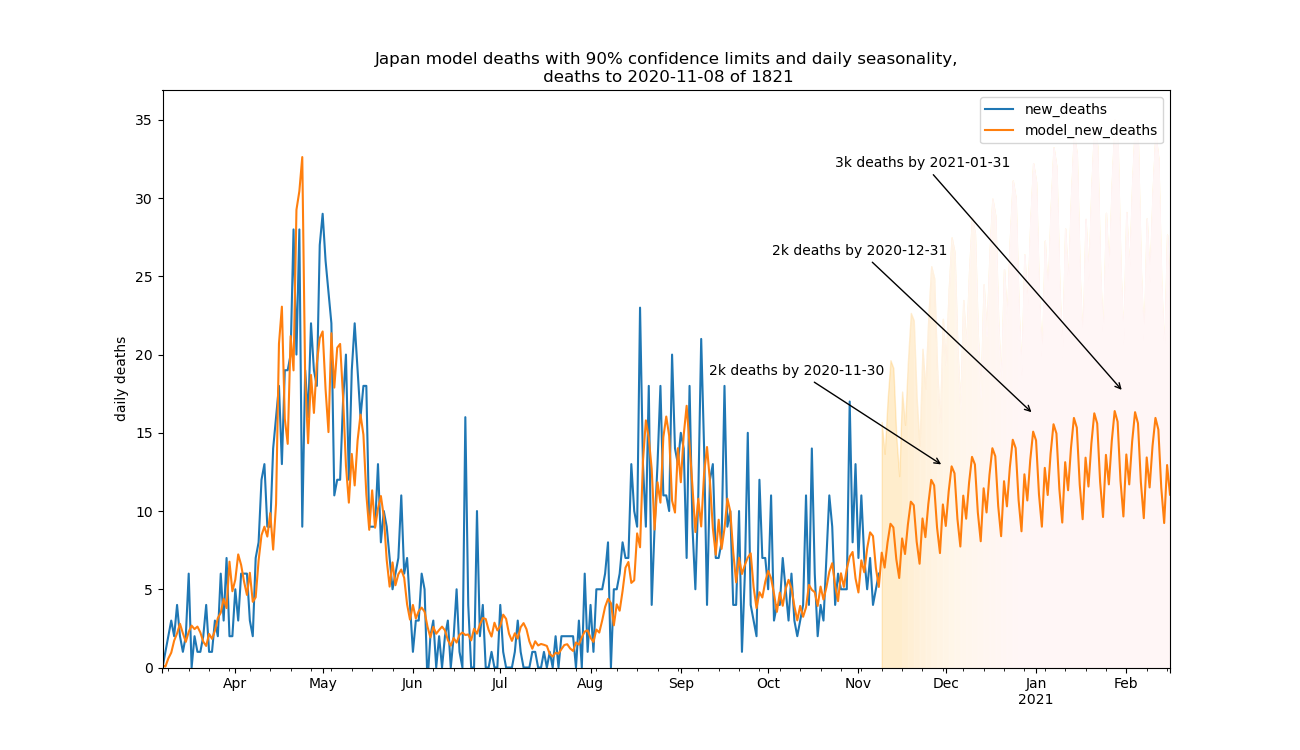 Japan model deaths with 90% confidence limits and daily seasonality,
deaths to 2020-11-08 of 1821
new_deaths
model_new_deaths
3k deaths by 2021-01-31
2k deaths by 2020-12-31
2k deaths by 2020-11-30
daily deaths
35
30
25
20
15
10
5
0
Apr May Jun Jul Aug Sep Oct Nov Dec Jan Feb
2021